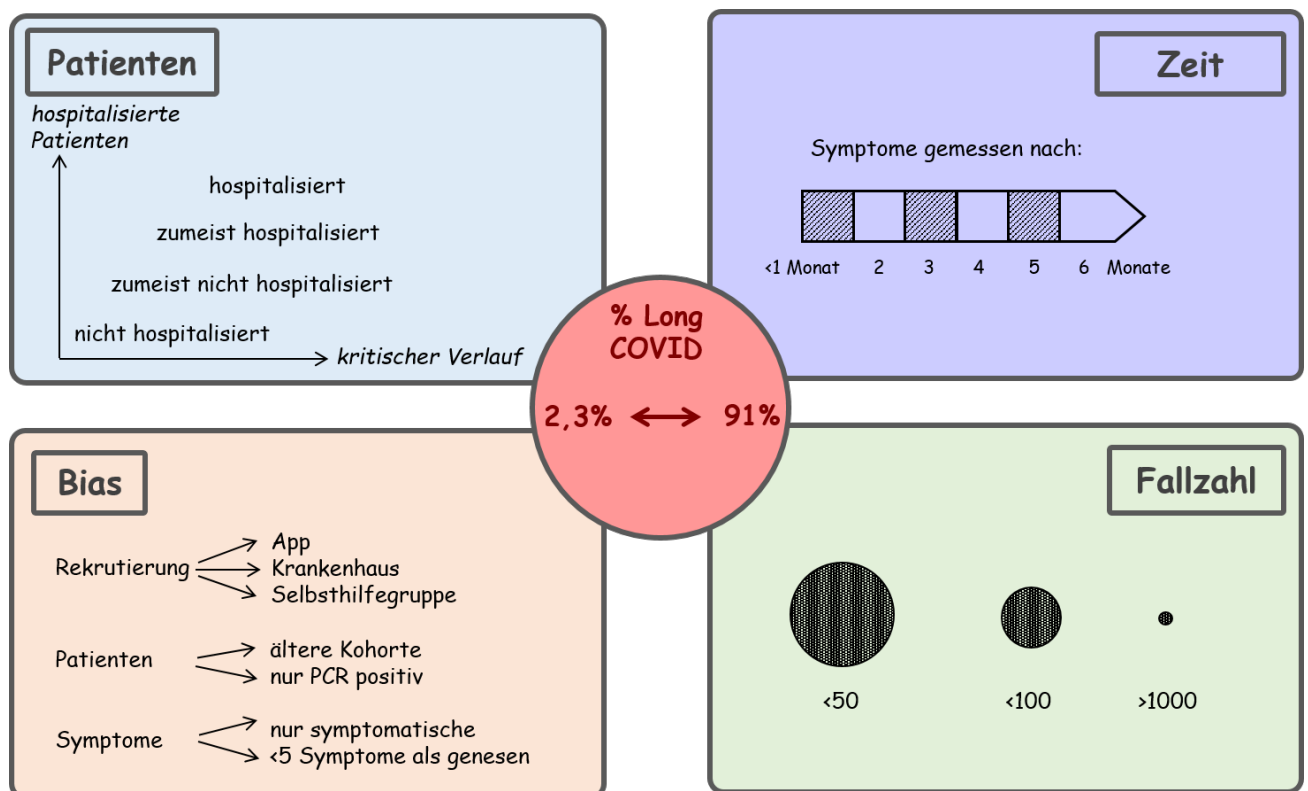 Patienten
hospitalisierte
Patienten
hospitalisiert
zumeist hospitalisiert
zumeist nicht hospitalisiert
nicht hospitalisiert
kritischer Verlauf
Zeit
Symptome gemessen nach:
<1 Monat 2 3 4 5 6 Monate
% Long
COVID
2,3% 91%
Bias
Rekrutierung
App
Krankenhaus
Selbsthilfegruppe
Patienten
ältere Kohorte
nur PCR positiv
Symptome
nur symptomatische
<5 Symptome als genesen
Fallzahl
<50 <100 >1000